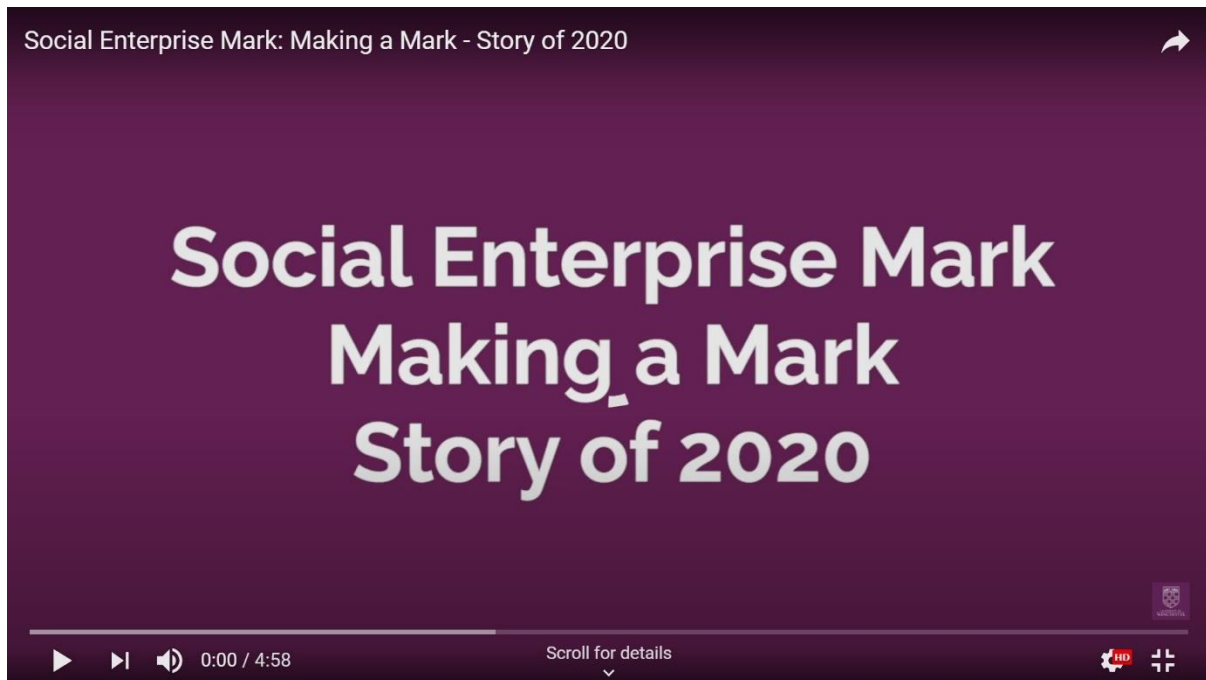 Social Enterprise Mark: Making a Mark - Story of 2020
Social Enterprise Mark
Making a Mark
Story of 2020
0:00 / 4:58
Scroll for details
HD